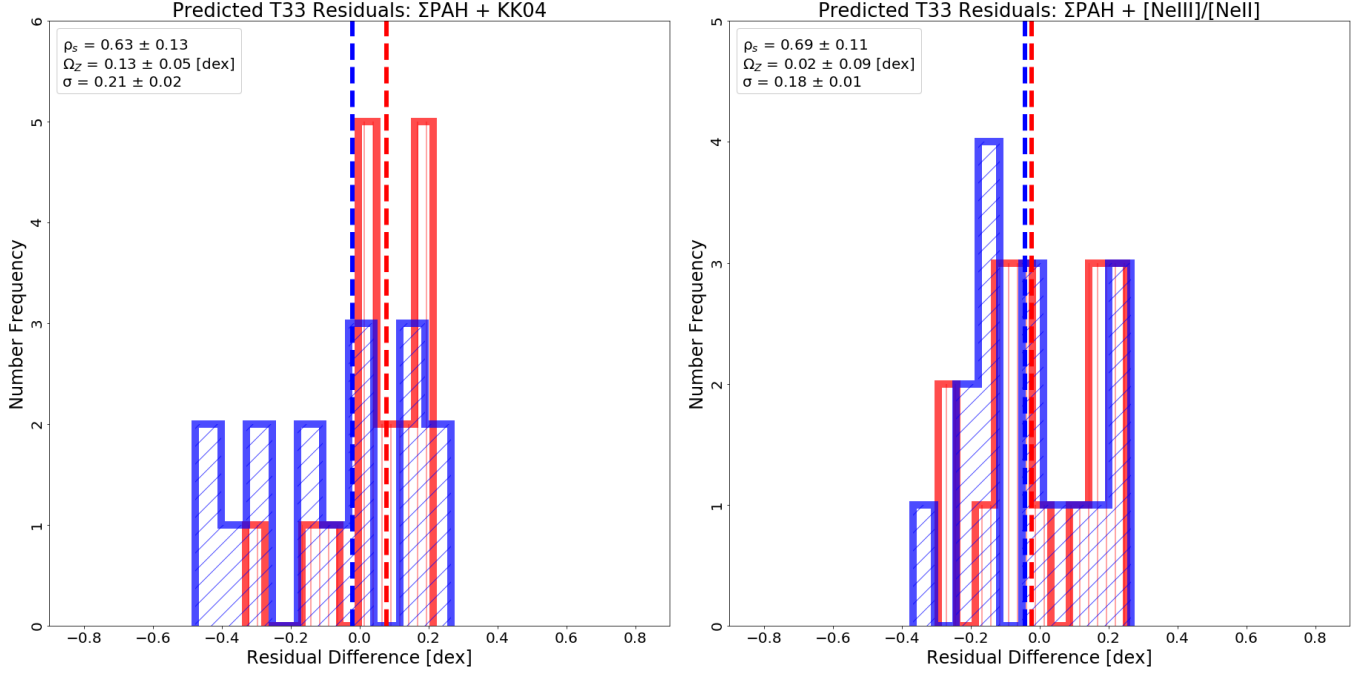 Predicted T33 Residuals: ΣPAH + KK04
ρs = 0.63 ± 0.13
ΩZ = 0.13 ± 0.05 [dex]
σ = 0.21 ± 0.02
Number Frequency
6
5
4
3
2
1
0
−0.8 −0.6 −0.4 −0.2 0.0 0.2 0.4 0.6 0.8
Residual Difference [dex]
Predicted T33 Residuals: ΣPAH + [NeIII]/[NeII]
ρs = 0.69 ± 0.11
ΩZ = 0.02 ± 0.09 [dex]
σ = 0.18 ± 0.01
Number Frequency
5
4
3
2
1
0
−0.8 −0.6 −0.4 −0.2 0.0 0.2 0.4 0.6 0.8
Residual Difference [dex]